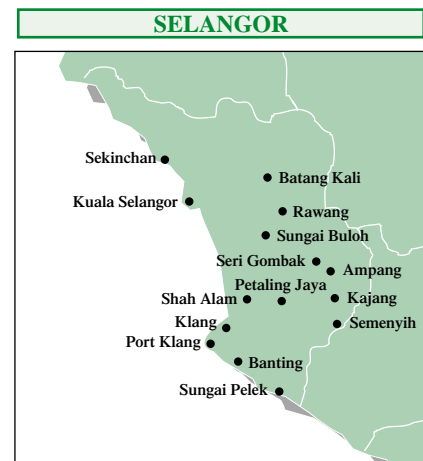 SELANGOR
Sekinchan
Batang Kali
Kuala Selangor
Rawang
Sungai Buloh
Seri Gombak
Ampang
Petaling Jaya
Shah Alam
Kajang
Klang
Semenyih
Port Klang
Banting
Sungai Pelek